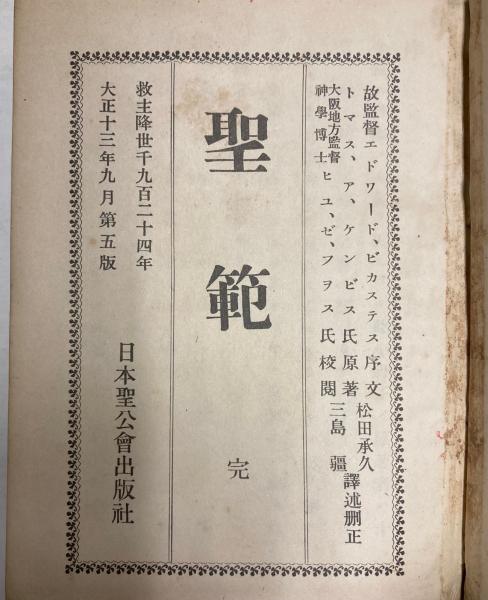 故監督エドワード、ビカステス序文
トマス、ア、ケンピス氏原著
大阪地方監督
神學博士
ヒユ、ゼ、フヲス氏校閲
松田承久
三島彊
譯述刪正
聖範
完
救主降世千九百二十四年
大正十三年九月第五版
日本聖公會出版社